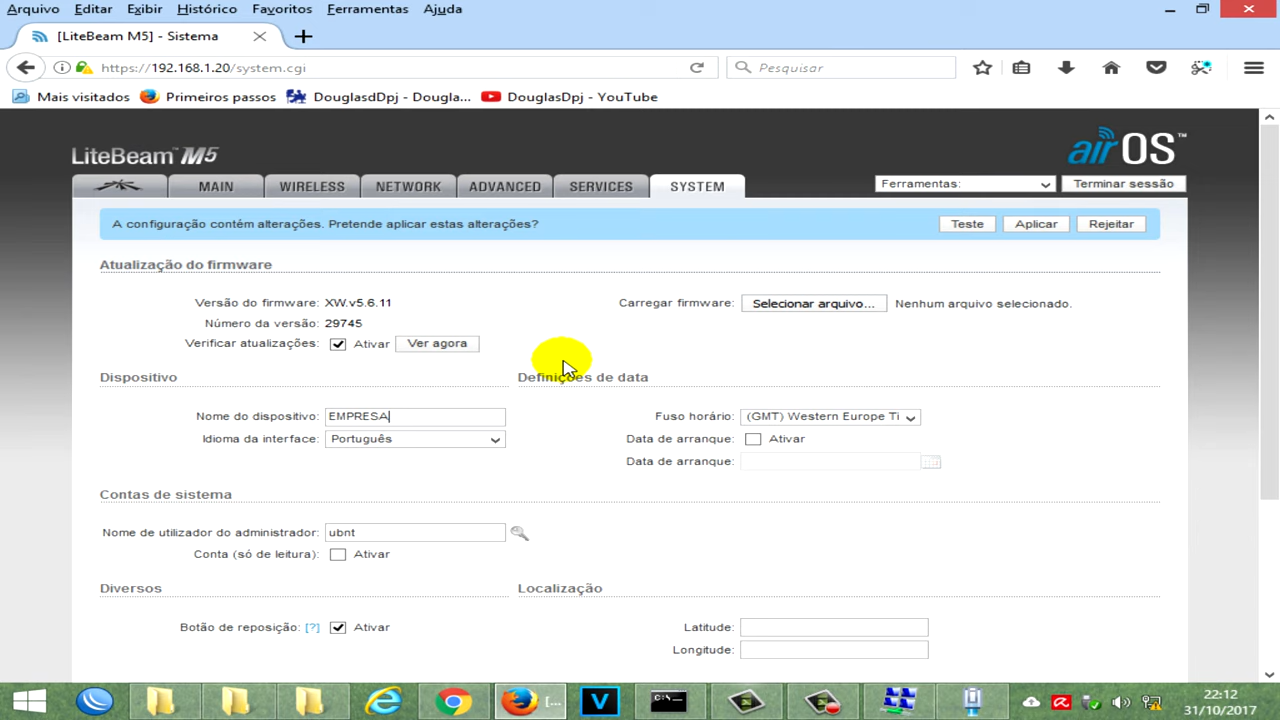 Arquivo Editar Exibir Histórico Favoritos Ferramentas Ajuda
[LiteBeam M5] - Sistema
https://192.168.1.20/system.cgi Pesquisar
Mais visitados Primeiros passos DouglasdDpj - Dougla... DouglasDpj - YouTube
LiteBeam™ M5 airOS™
MAIN WIRELESS NETWORK ADVANCED SERVICES SYSTEM Ferramentas: Terminar sessão
A configuração contém alterações. Pretende aplicar estas alterações? Teste Aplicar Rejeitar
Atualização do firmware
Versão do firmware: XW.v5.6.11 Carregar firmware: Selecionar arquivo... Nenhum arquivo selecionado.
Número da versão: 29745
Verificar atualizações: Ativar Ver agora
Dispositivo Definições de data
Nome do dispositivo: EMPRESA Fuso horário: (GMT) Western Europe Ti
Idioma da interface: Português Data de arranque: Ativar
Data de arranque:
Contas de sistema
Nome de utilizador do administrador: ubnt
Conta (só de leitura): Ativar
Diversos Localização
Botão de reposição: [?] Ativar Latitude:
Longitude:
[...
V
C:\
22:12
31/10/2017